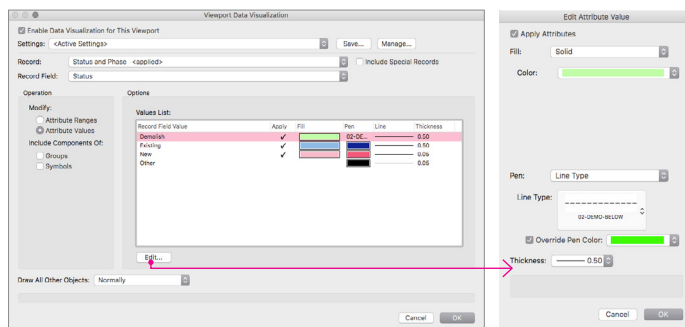 Viewport Data Visualization
Enable Data Visualization for This Viewport
Settings: <Active Settings> Save... Manage...
Record: Status and Phase <applied> Include Special Records
Record Field: Status
Operation
Modify:
Attribute Ranges
Attribute Values
Include Components Of:
Groups
Symbols
Options
Values List:
Record Field Value Apply Fill Pen Line Thickness
Demolish ✓ 02-DE... 0.50
Existing ✓ 0.50
New ✓ 0.05
Other 0.05
Edit...
Draw All Other Objects: Normally
Cancel OK
Edit Attribute Value
Apply Attributes
Fill: Solid
Color:
Pen: Line Type
Line Type:
02-DEMO-BELOW
Override Pen Color:
Thickness: 0.50
Cancel OK